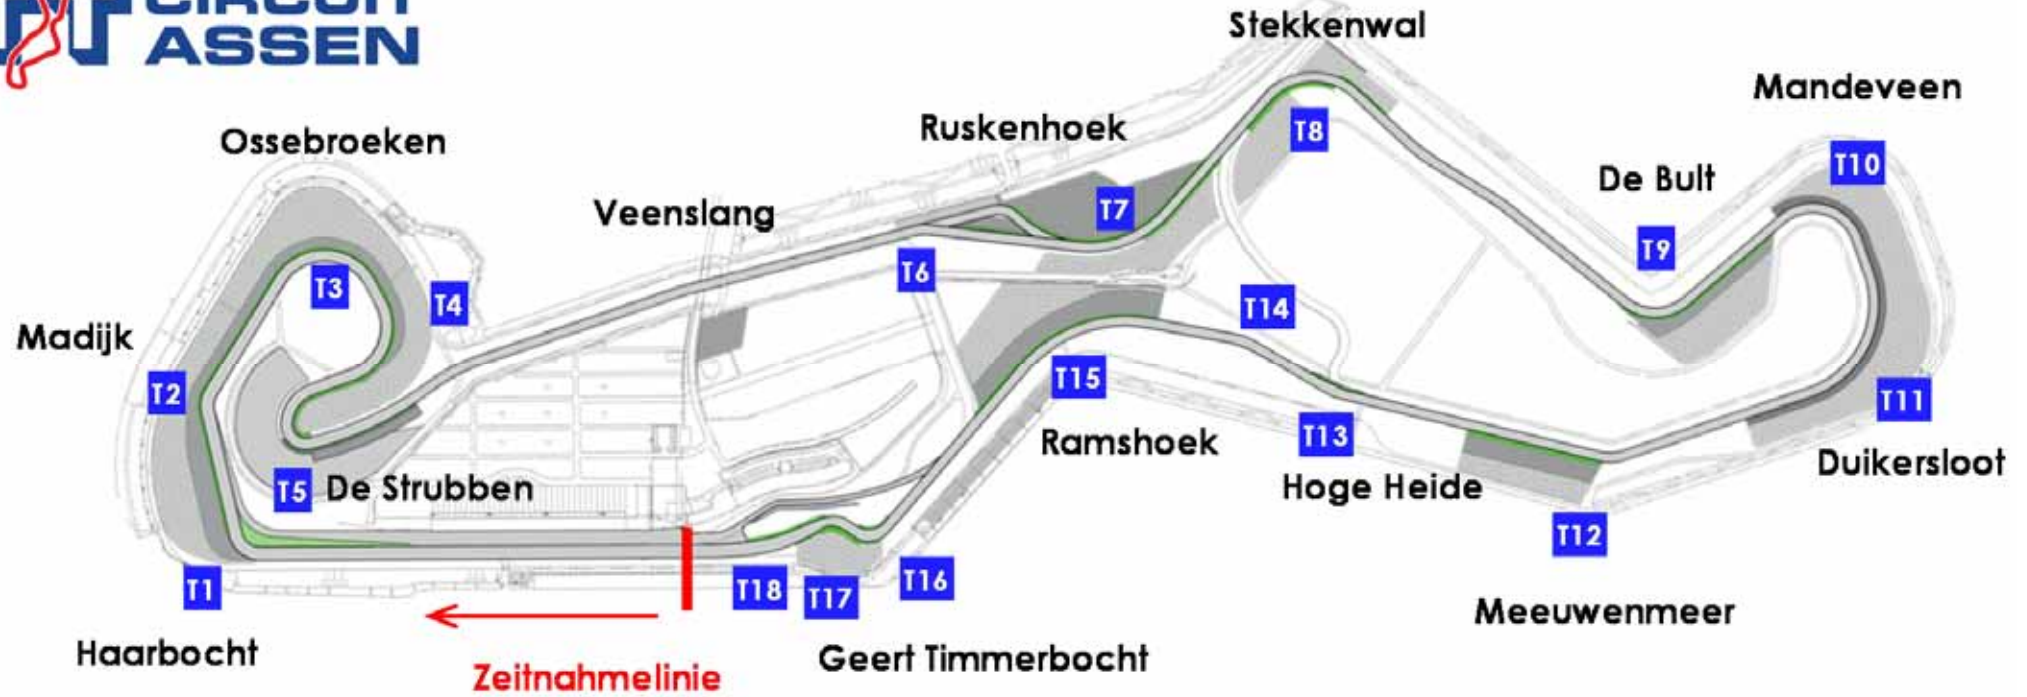 CIRCUIT
ASSEN
Stekkenwal
Mandeveen
Ruskenhoek
Ossebroeken
T8
T10
De Bult
Veenslang
T7
T9
T6
T3
T4
T14
Madijk
T2
T15
T11
Ramshoek
T13
Duikersloot
T5 De Strubben
Hoge Heide
T12
T1
T18
T17
T16
Meeuwenmeer
Haarbocht
Geert Timmerbocht
Zeitnahmelinie